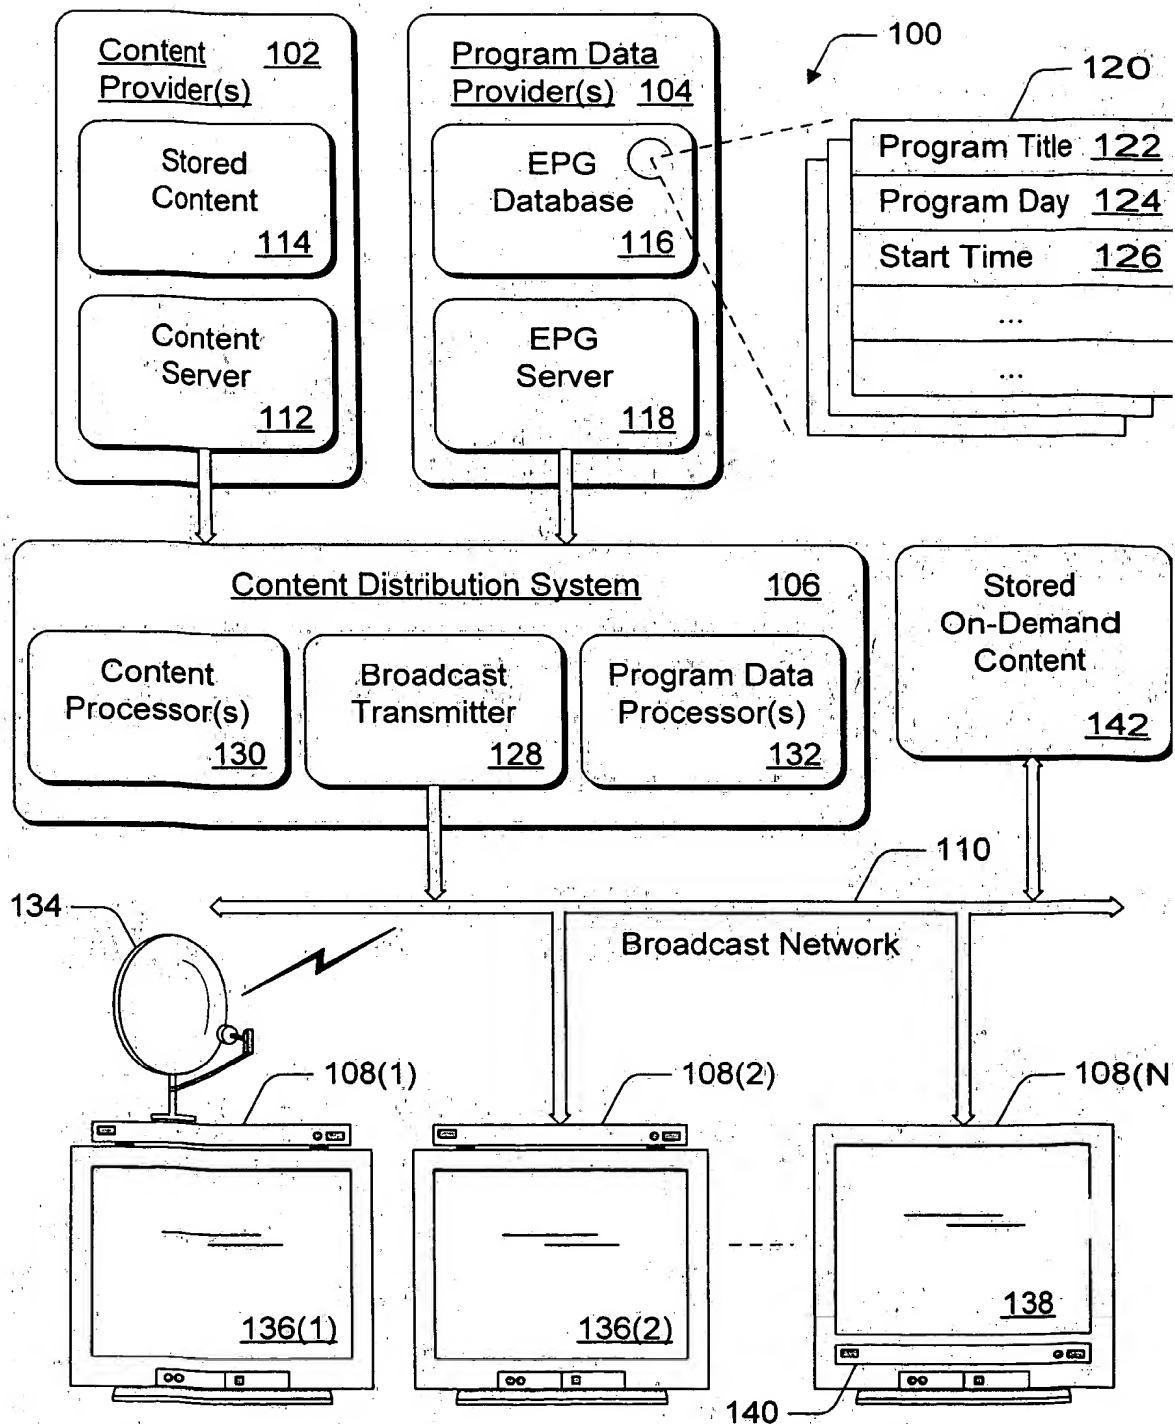 Content 102
Provider(s)
Stored
Content
114
Content
Server
112
Program Data
Provider(s) 104
EPG
Database
116
EPG
Server
118
100
120
Program Title 122
Program Day 124
Start Time 126
...
...
Content Distribution System 106
Content
Processor(s)
130
Broadcast
Transmitter
128
Program Data
Processor(s)
132
Stored
On-Demand
Content
142
110
Broadcast Network
134
108(1)
108(2)
108(N
136(1)
136(2)
138
140